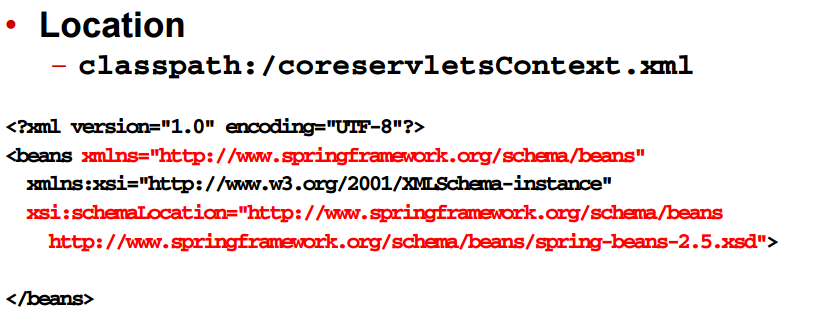 • Location
– classpath:/coreservletsContext.xml
<?xml version="1.0" encoding="UTF-8"?>
<beans xmlns="http://www.springframework.org/schema/beans"
xmlns:xsi="http://www.w3.org/2001/XMLSchema-instance"
xsi:schemaLocation="http://www.springframework.org/schema/beans
http://www.springframework.org/schema/beans/spring-beans-2.5.xsd">
</beans>